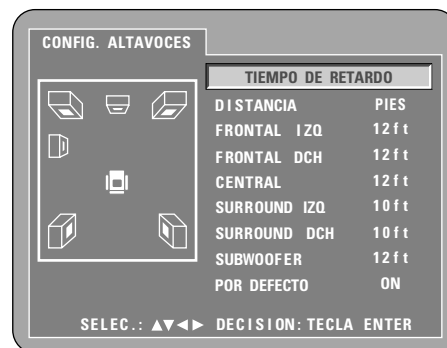 CONFIG. ALTAVOCES
TIEMPO DE RETARDO
DISTANCIA PIES
FRONTAL IZQ 12ft
FRONTAL DCH 12ft
CENTRAL 12ft
SURROUND IZQ 10ft
SURROUND DCH 10ft
SUBWOOFER 12ft
POR DEFECTO ON
SELEC.: ▲▼◄► DECISION: TECLA ENTER